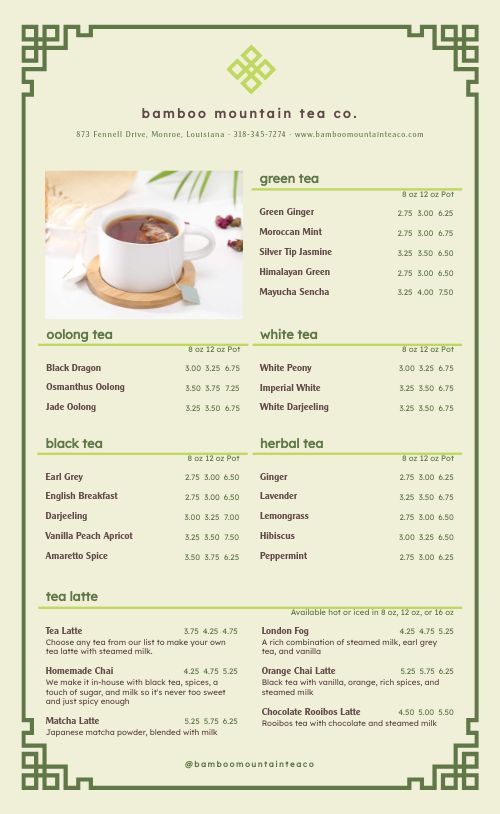 bamboo mountain tea co.
873 Fennell Drive, Monroe, Louisiana - 318-345-7274 - www.bamboomountainteaco.com
green tea
8 oz 12 oz Pot
Green Ginger 2.75 3.00 6.25
Moroccan Mint 2.75 3.00 6.50
Silver Tip Jasmine 3.25 3.50 6.50
Himalayan Green 2.75 3.00 6.50
Mayucha Sencha 3.25 4.00 7.50
oolong tea
8 oz 12 oz Pot
Black Dragon 3.00 3.25 6.75
Osmanthus Oolong 3.50 3.75 7.25
Jade Oolong 3.25 3.50 6.75
white tea
8 oz 12 oz Pot
White Peony 3.00 3.25 6.75
Imperial White 3.25 3.50 6.75
White Darjeeling 3.25 3.50 6.75
black tea
8 oz 12 oz Pot
Earl Grey 2.75 3.00 6.50
English Breakfast 2.75 3.00 6.50
Darjeeling 3.00 3.25 7.00
Vanilla Peach Apricot 3.25 3.50 7.50
Amaretto Spice 3.50 3.75 6.25
herbal tea
8 oz 12 oz Pot
Ginger 2.75 3.00 6.25
Lavender 3.25 3.50 6.75
Lemongrass 2.75 3.00 6.50
Hibiscus 3.00 3.25 6.50
Peppermint 2.75 3.00 6.25
tea latte
Available hot or iced in 8 oz, 12 oz, or 16 oz
Tea Latte 3.75 4.25 4.75
Choose any tea from our list to make your own
tea latte with steamed milk.
Homemade Chai 4.25 4.75 5.25
We make it in-house with black tea, spices, a
touch of sugar, and milk so it's never too sweet
and just spicy enough
Matcha Latte 5.25 5.75 6.25
Japanese matcha powder, blended with milk
London Fog 4.25 4.75 5.25
A rich combination of steamed milk, earl grey
tea, and vanilla
Orange Chai Latte 5.25 5.75 6.25
Black tea with vanilla, orange, rich spices, and
steamed milk
Chocolate Rooibos Latte 4.50 5.00 5.50
Rooibos tea with chocolate and steamed milk
@bamboomountainteaco